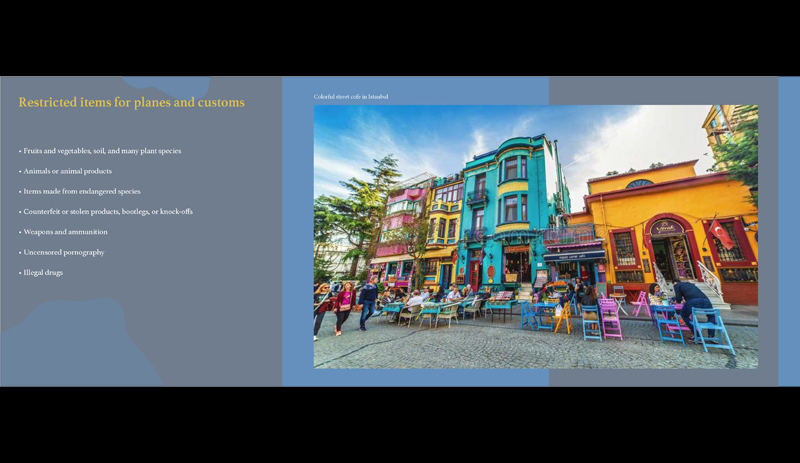 Restricted items for planes and customs
• Fruits and vegetables, soil, and many plant species
• Animals or animal products
• Items made from endangered species
• Counterfeit or stolen products, bootlegs, or knock-offs
• Weapons and ammunition
• Uncensored pornography
• Illegal drugs
Colorful street cafe in Istanbul